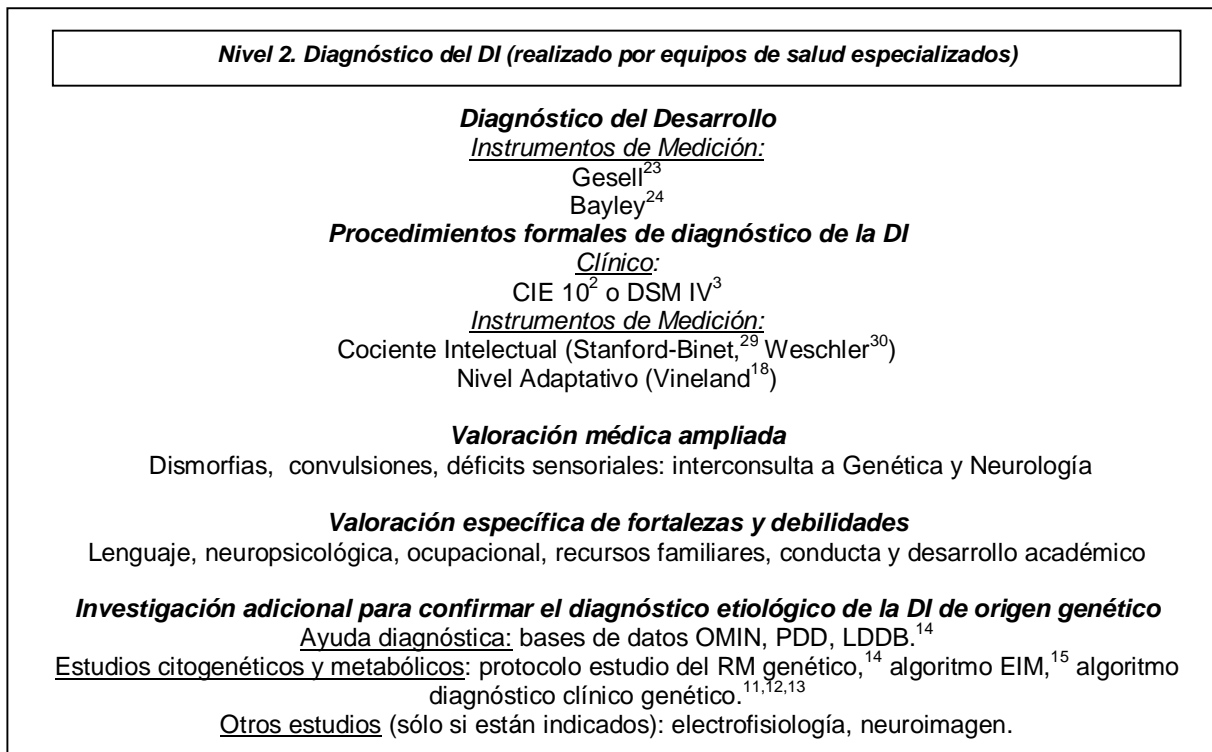 Nivel 2. Diagnóstico del DI (realizado por equipos de salud especializados)
Diagnóstico del Desarrollo
Instrumentos de Medición:
Gesell23
Bayley24
Procedimientos formales de diagnóstico de la DI
Clínico:
CIE 102 o DSM IV3
Instrumentos de Medición:
Cociente Intelectual (Stanford-Binet,29 Weschler30)
Nivel Adaptativo (Vineland18)
Valoración médica ampliada
Dismorfias, convulsiones, déficits sensoriales: interconsulta a Genética y Neurología
Valoración específica de fortalezas y debilidades
Lenguaje, neuropsicológica, ocupacional, recursos familiares, conducta y desarrollo académico
Investigación adicional para confirmar el diagnóstico etiológico de la DI de origen genético
Ayuda diagnóstica: bases de datos OMIN, PDD, LDDB.14
Estudios citogenéticos y metabólicos: protocolo estudio del RM genético,14 algoritmo EIM,15 algoritmo
diagnóstico clínico genético.11,12,13
Otros estudios (sólo si están indicados): electrofisiología, neuroimagen.